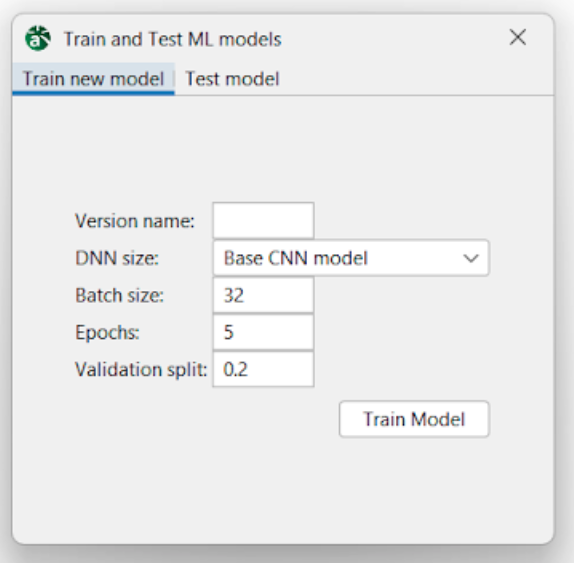 Train and Test ML models
Train new model Test model
Version name:
DNN size: Base CNN model
Batch size: 32
Epochs: 5
Validation split: 0.2
Train Model